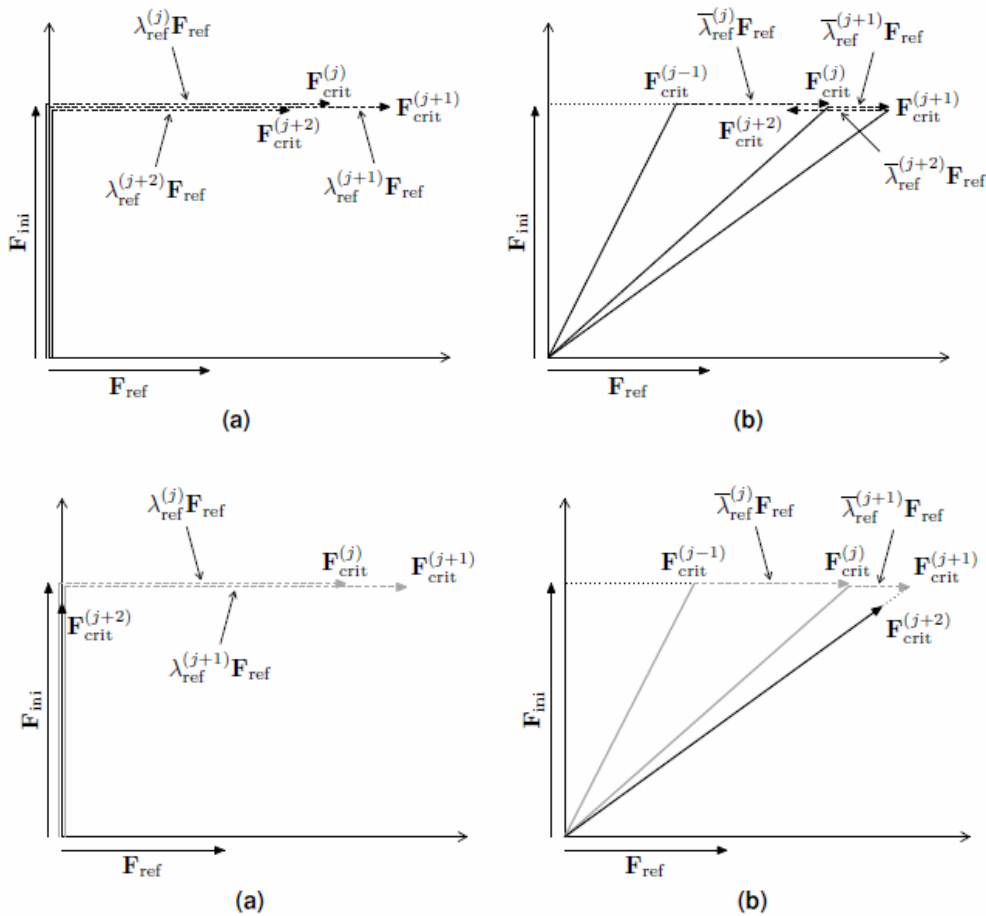 λ_ref^(j) F_ref
F_crit^(j)
F_crit^(j+1)
F_crit^(j+2)
λ_ref^(j+2) F_ref
λ_ref^(j+1) F_ref
F_ini
F_ref
(a)
λ̅_ref^(j) F_ref
λ̅_ref^(j+1) F_ref
F_crit^(j-1)
F_crit^(j)
F_crit^(j+1)
F_crit^(j+2)
λ̅_ref^(j+2) F_ref
F_ini
F_ref
(b)
λ_ref^(j) F_ref
F_crit^(j)
F_crit^(j+1)
F_crit^(j+2)
λ_ref^(j+1) F_ref
F_ini
F_ref
(a)
λ̅_ref^(j) F_ref
λ̅_ref^(j+1) F_ref
F_crit^(j-1)
F_crit^(j)
F_crit^(j+1)
F_crit^(j+2)
F_ini
F_ref
(b)